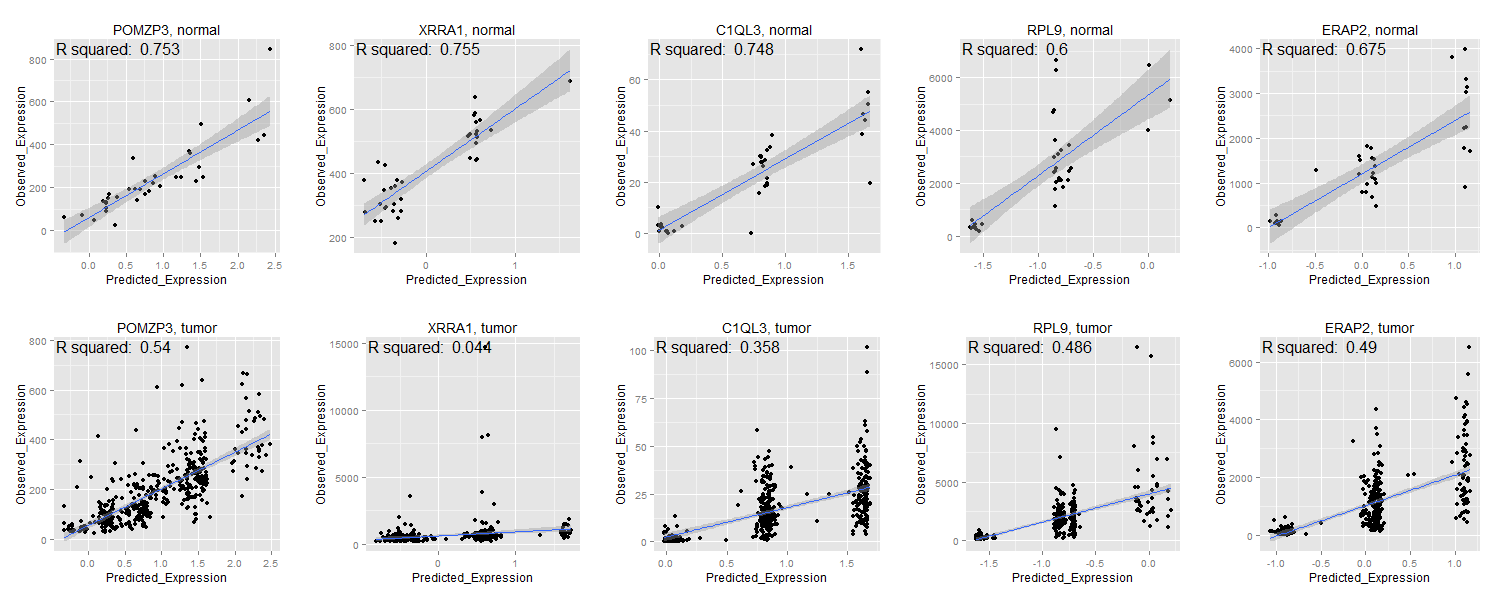 POMZP3, normal
R squared: 0.753
Observed_Expression
800
600
400
200
0
0.0 0.5 1.0 1.5 2.0 2.5
Predicted_Expression
XRRA1, normal
R squared: 0.755
Observed_Expression
800
600
400
200
0 1
Predicted_Expression
C1QL3, normal
R squared: 0.748
Observed_Expression
60
40
20
0
0.0 0.5 1.0 1.5
Predicted_Expression
RPL9, normal
R squared: 0.6
Observed_Expression
6000
4000
2000
0
-1.5 -1.0 -0.5 0.0
Predicted_Expression
ERAP2, normal
R squared: 0.675
Observed_Expression
4000
3000
2000
1000
0
-1.0 -0.5 0.0 0.5 1.0
Predicted_Expression
POMZP3, tumor
R squared: 0.54
Observed_Expression
800
600
400
200
0
0.0 0.5 1.0 1.5 2.0 2.5
Predicted_Expression
XRRA1, tumor
R squared: 0.044
Observed_Expression
15000
10000
5000
0
0 1
Predicted_Expression
C1QL3, tumor
R squared: 0.358
Observed_Expression
100
75
50
25
0
0.0 0.5 1.0 1.5
Predicted_Expression
RPL9, tumor
R squared: 0.486
Observed_Expression
15000
10000
5000
0
-1.5 -1.0 -0.5 0.0
Predicted_Expression
ERAP2, tumor
R squared: 0.49
Observed_Expression
6000
4000
2000
0
-1.0 -0.5 0.0 0.5 1.0
Predicted_Expression